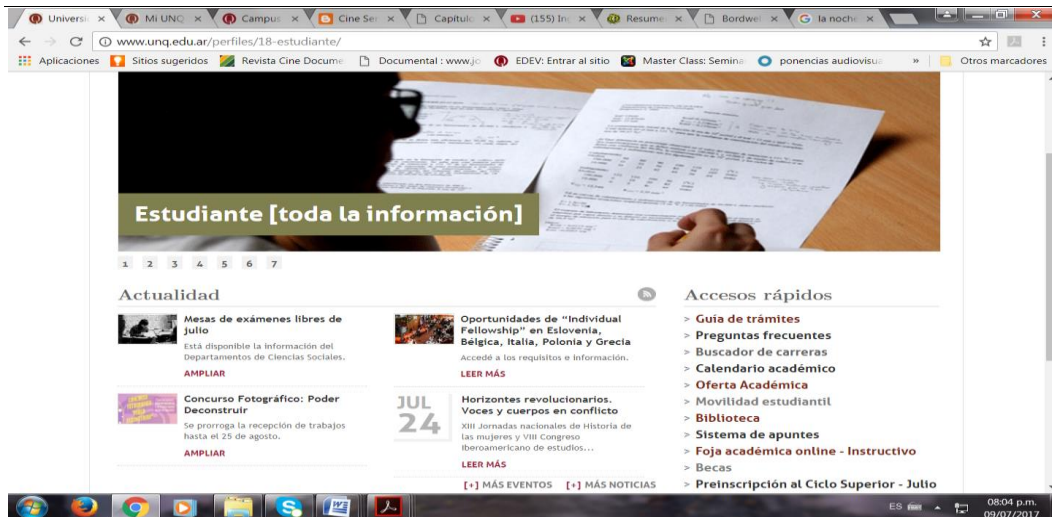 Universi
Mi UNQ
Campus
Cine Se
Capítulo
(155) In
Resume
Bordwel
la noche
www.unq.edu.ar/perfiles/18-estudiante/
Aplicaciones
Sitios sugeridos
Revista Cine Docume
Documental : www.jo
EDEV: Entrar al sitio
Master Class: Semina
ponencias audiovisua
»
Otros marcadores
Estudiante [toda la información]
1 2 3 4 5 6 7
Actualidad
Mesas de exámenes libres de
julio
Está disponible la información del
Departamentos de Ciencias Sociales.
AMPLIAR
Concurso Fotográfico: Poder
Deconstruir
Se prorroga la recepción de trabajos
hasta el 25 de agosto.
AMPLIAR
Oportunidades de “Individual
Fellowship” en Eslovenia,
Bélgica, Italia, Polonia y Grecia
Accedé a los requisitos e información.
LEER MÁS
JUL
24
Horizontes revolucionarios.
Voces y cuerpos en conflicto
XIII Jornadas nacionales de Historia de
las mujeres y VIII Congreso
Iberoamericano de estudios...
LEER MÁS
[+] MÁS EVENTOS [+] MÁS NOTICIAS
Accesos rápidos
> Guía de trámites
> Preguntas frecuentes
> Buscador de carreras
> Calendario académico
> Oferta Académica
> Movilidad estudiantil
> Biblioteca
> Sistema de apuntes
> Foja académica online - Instructivo
> Becas
> Preinscripción al Ciclo Superior - Julio
ES
08:04 p.m.
09/07/2017